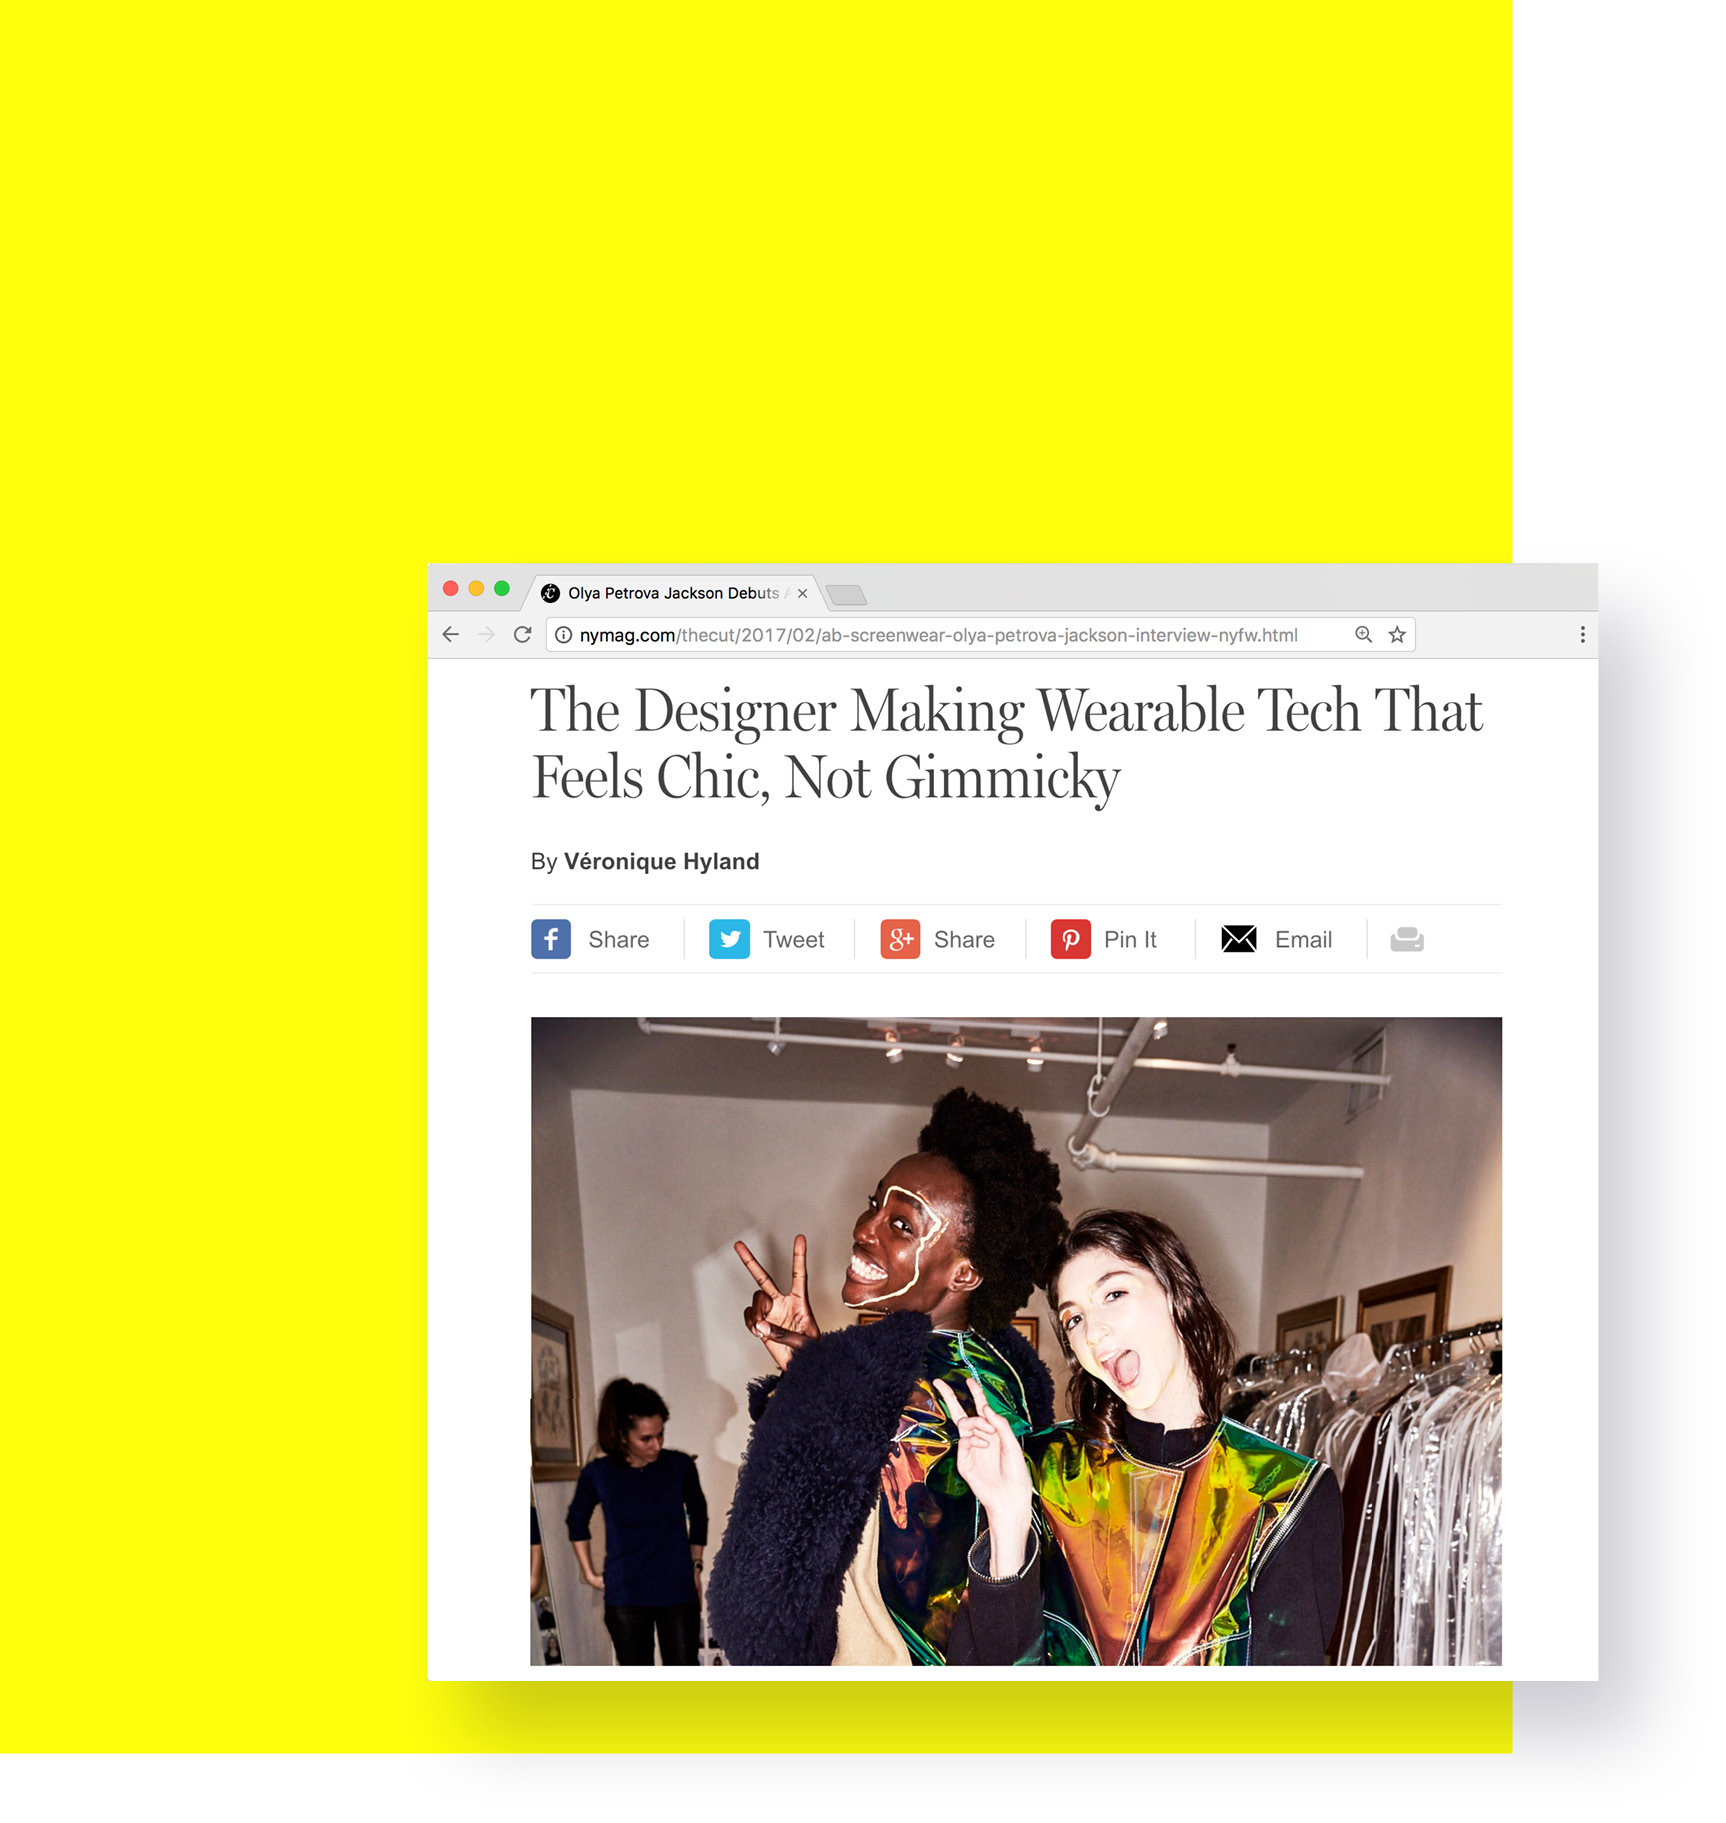 Olya Petrova Jackson Debuts
nymag.com/thecut/2017/02/ab-screenwear-olya-petrova-jackson-interview-nyfw.html
The Designer Making Wearable Tech That
Feels Chic, Not Gimmicky
By Véronique Hyland
f Share Tweet g+ Share Pin It Email